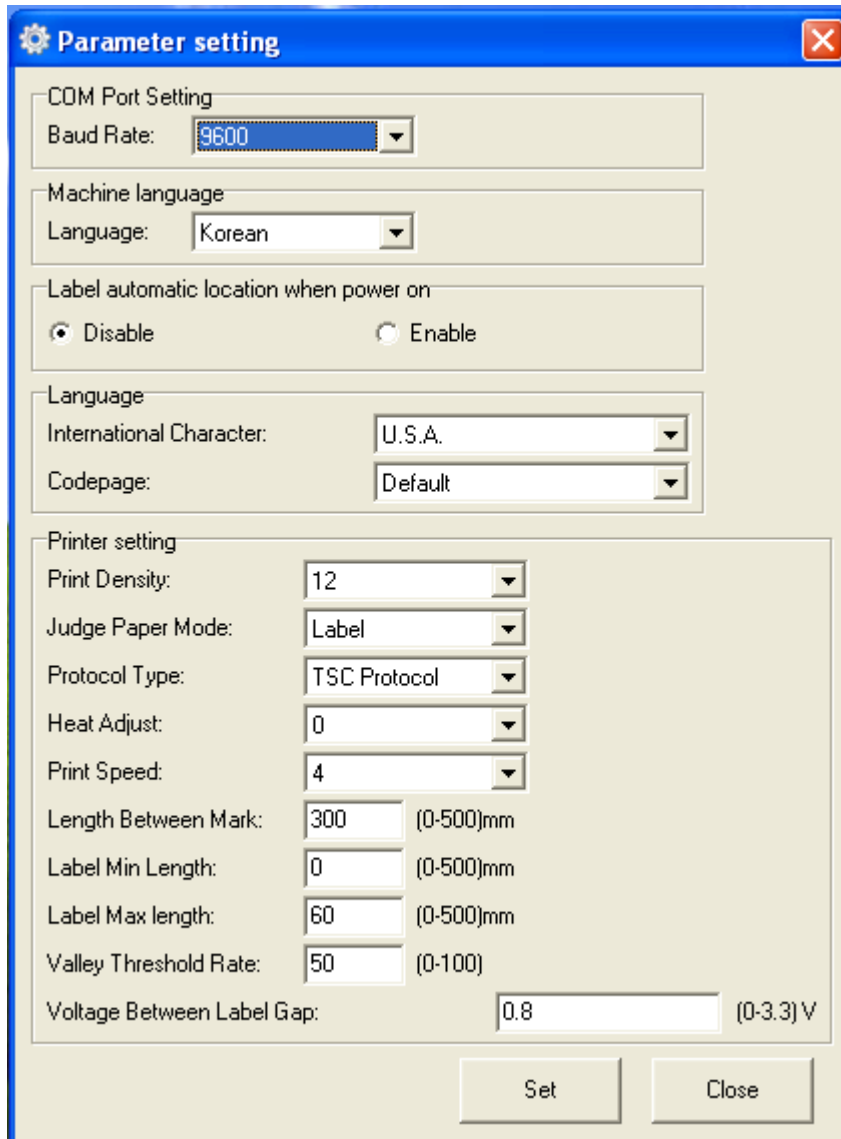 Parameter setting
COM Port Setting
Baud Rate: 9600
Machine language
Language: Korean
Label automatic location when power on
Disable Enable
Language
International Character: U.S.A.
Codepage: Default
Printer setting
Print Density: 12
Judge Paper Mode: Label
Protocol Type: TSC Protocol
Heat Adjust: 0
Print Speed: 4
Length Between Mark: 300 (0-500)mm
Label Min Length: 0 (0-500)mm
Label Max length: 60 (0-500)mm
Valley Threshold Rate: 50 (0-100)
Voltage Between Label Gap: 0.8 (0-3.3) V
Set Close